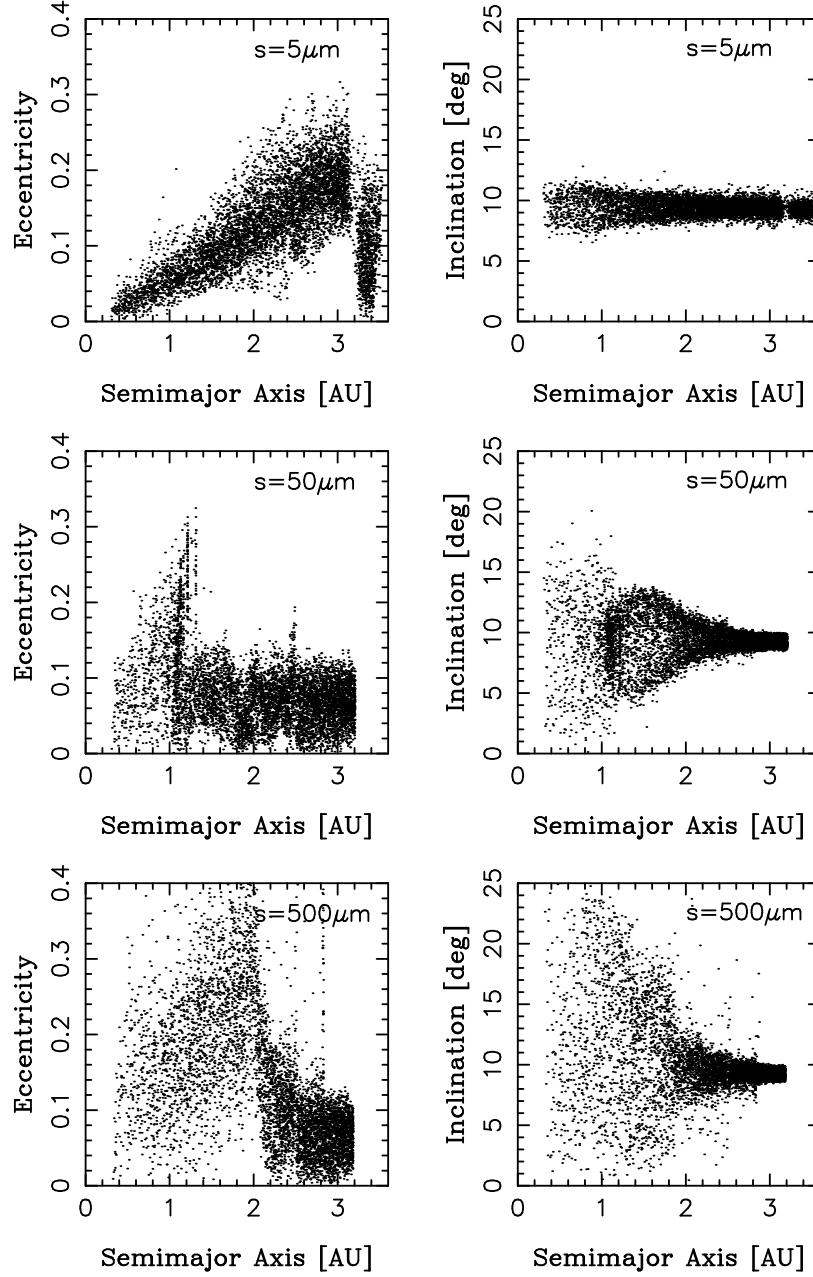 0.4
0.3
0.2
0.1
0
Eccentricity
s=5μm
0 1 2 3
Semimajor Axis [AU]
25
20
15
10
5
0
Inclination [deg]
s=5μm
0 1 2 3
Semimajor Axis [AU]
0.4
0.3
0.2
0.1
0
Eccentricity
s=50μm
0 1 2 3
Semimajor Axis [AU]
25
20
15
10
5
0
Inclination [deg]
s=50μm
0 1 2 3
Semimajor Axis [AU]
0.4
0.3
0.2
0.1
0
Eccentricity
s=500μm
0 1 2 3
Semimajor Axis [AU]
25
20
15
10
5
0
Inclination [deg]
s=500μm
0 1 2 3
Semimajor Axis [AU]